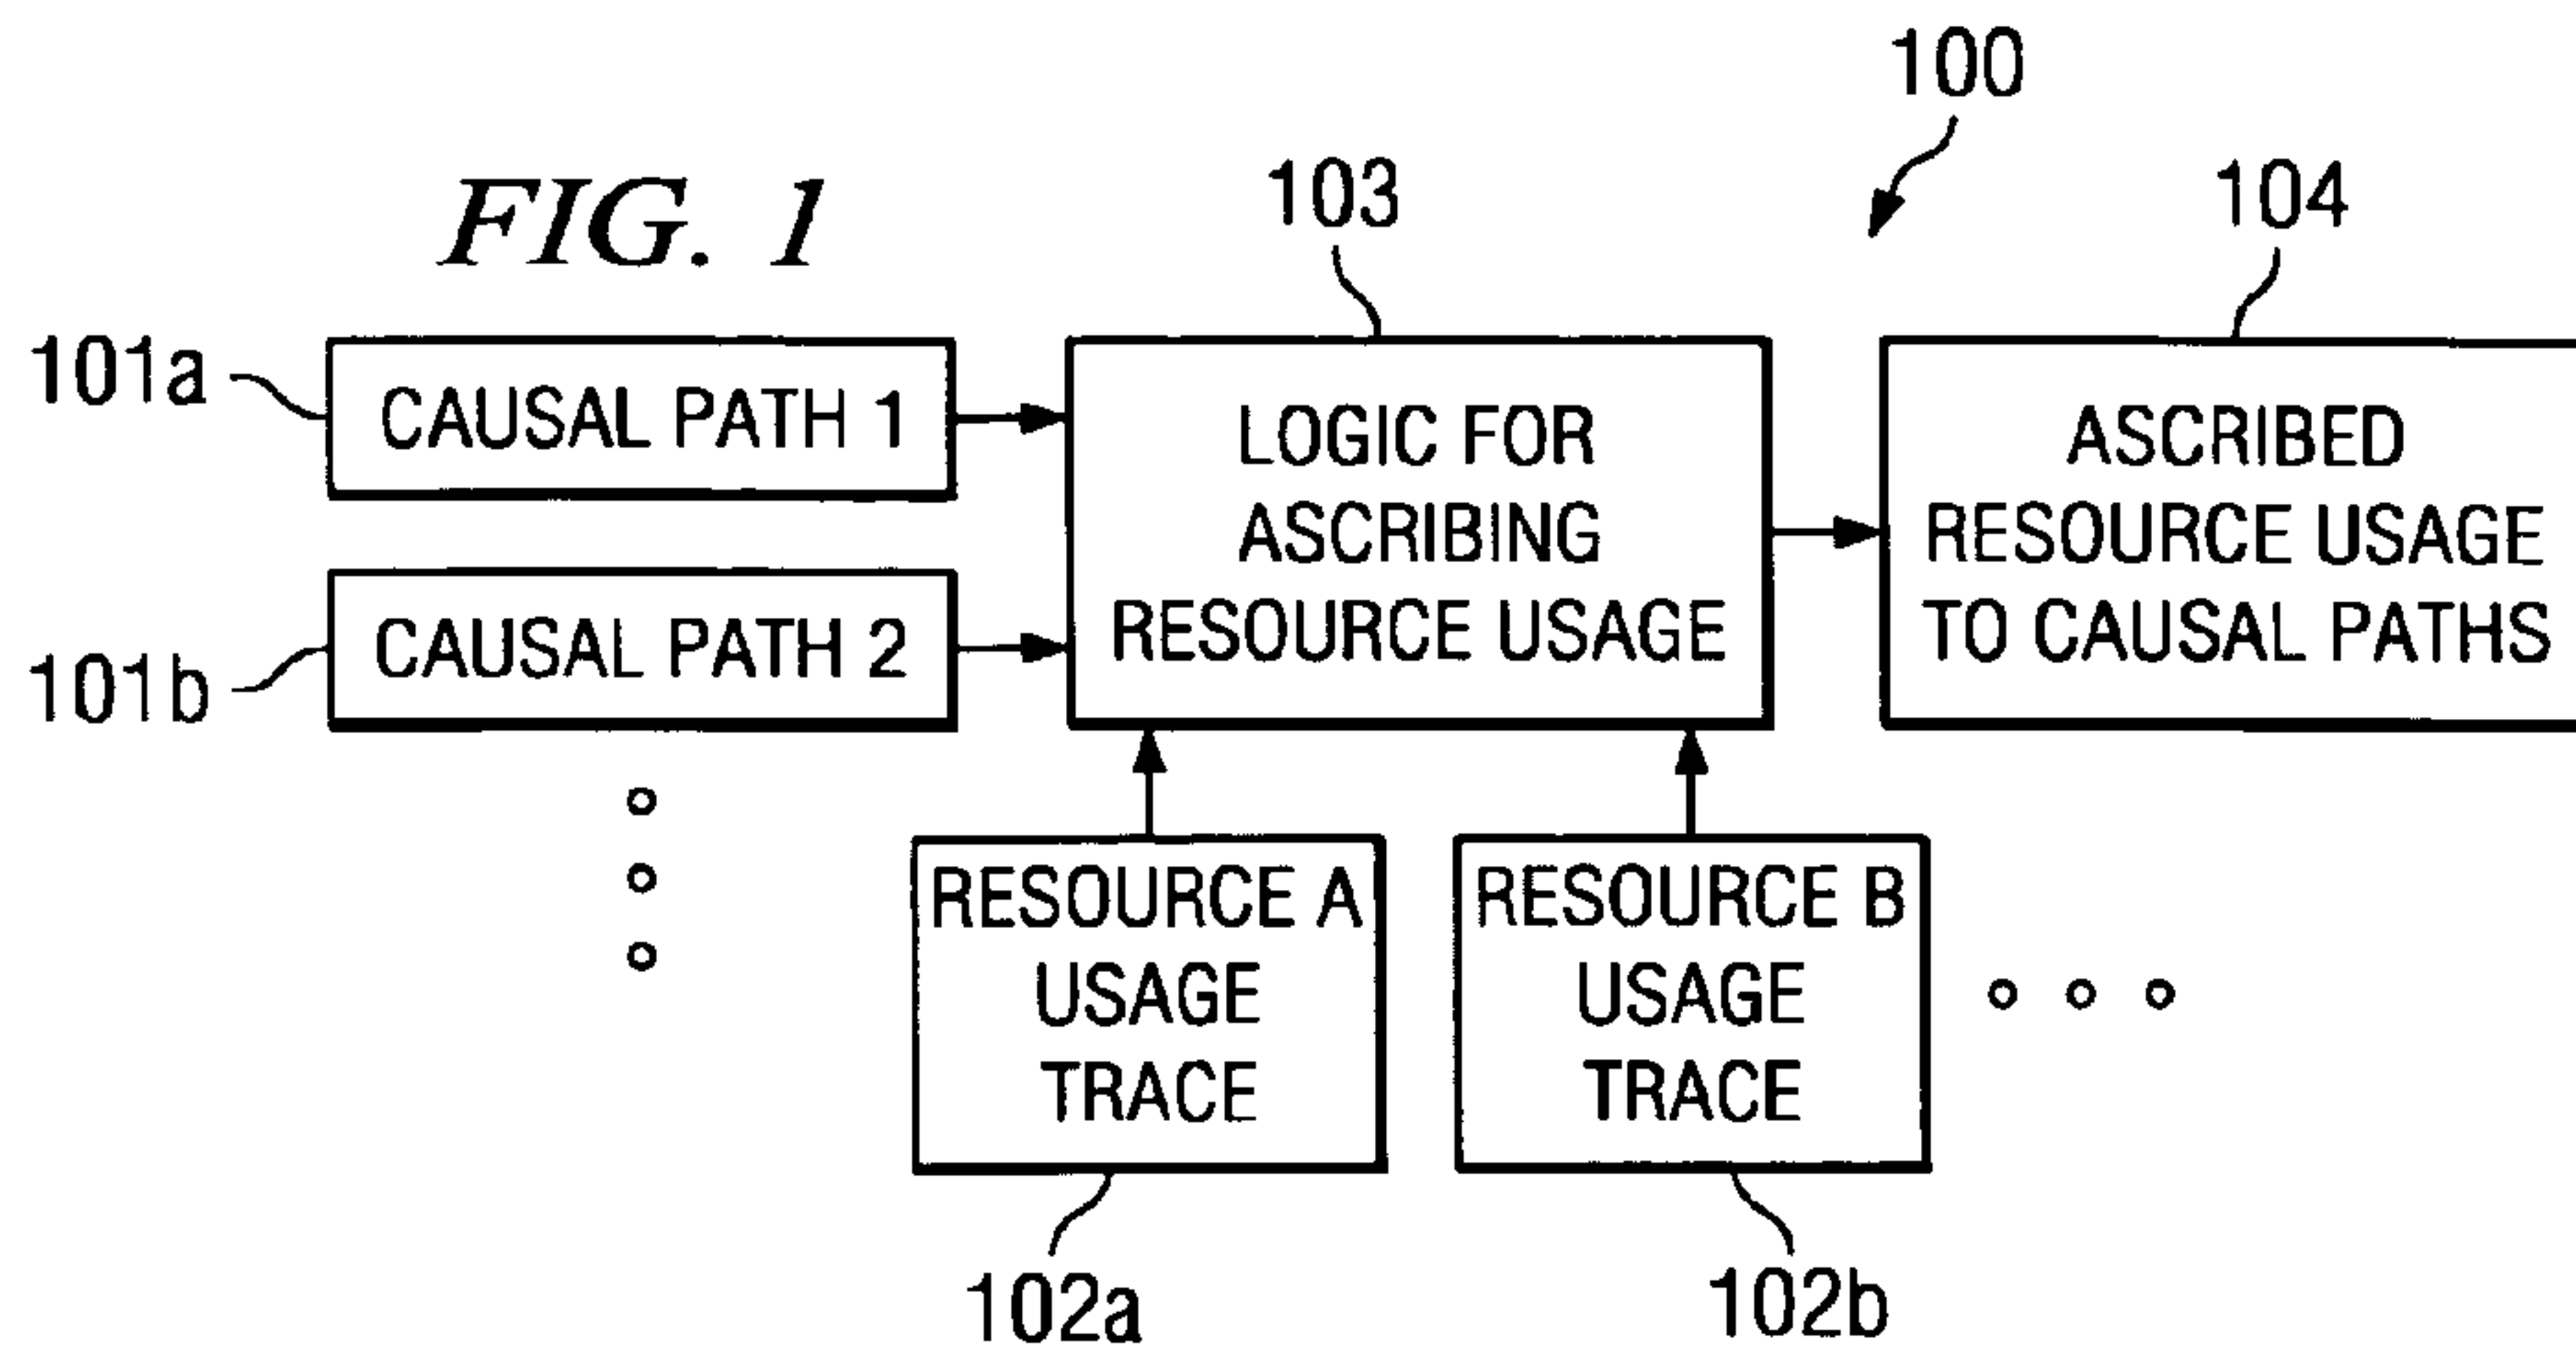 100
FIG. 1
103
104
101a
CAUSAL PATH 1
LOGIC FOR
ASCRIBING
RESOURCE USAGE
ASCRIBED
RESOURCE USAGE
TO CAUSAL PATHS
101b
CAUSAL PATH 2
RESOURCE A
USAGE
TRACE
RESOURCE B
USAGE
TRACE
102a
102b